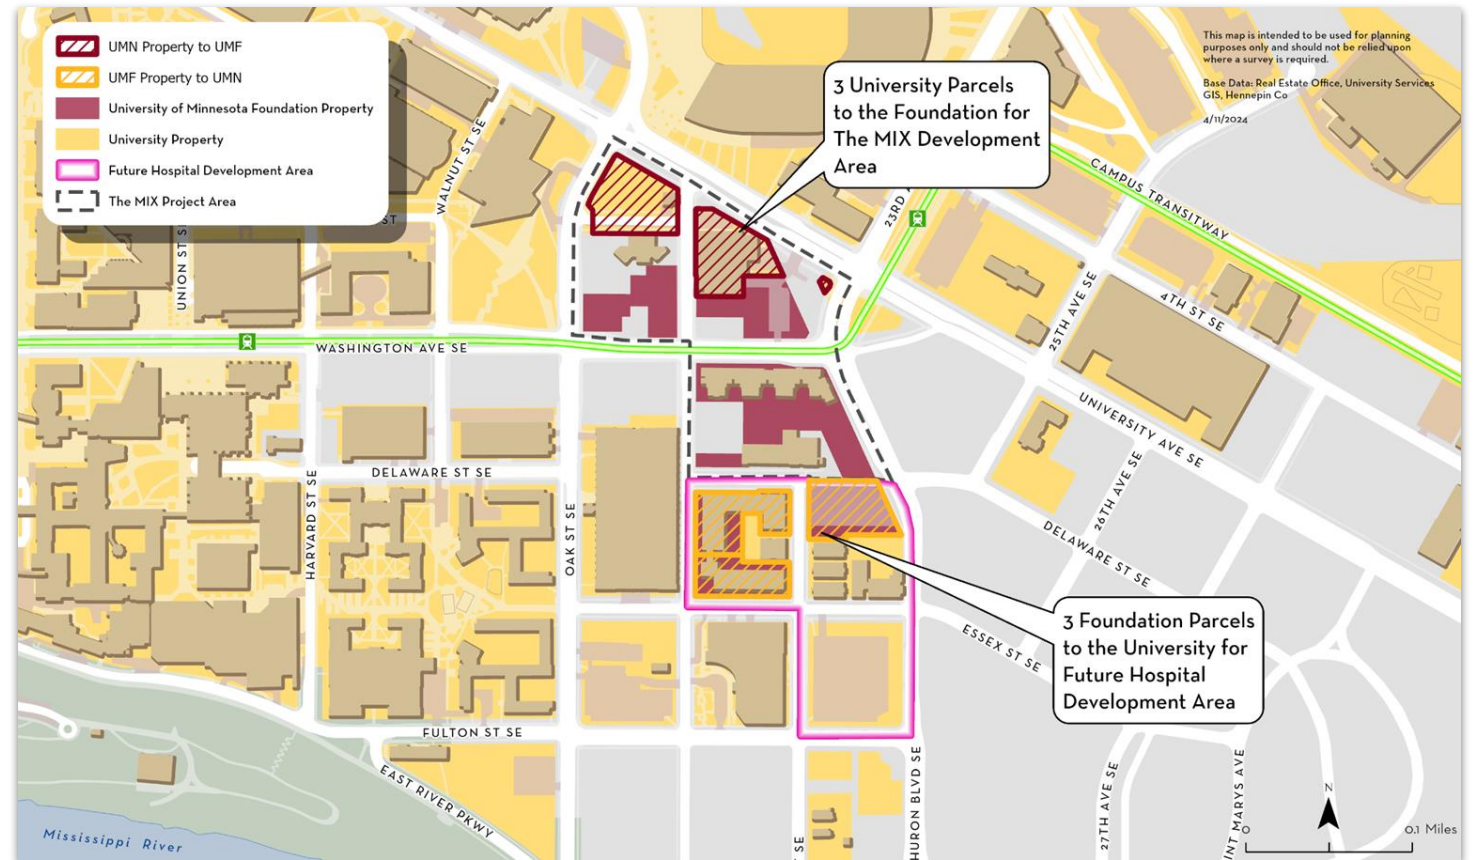 UMN Property to UMF
UMF Property to UMN
University of Minnesota Foundation Property
University Property
Future Hospital Development Area
The MIX Project Area
This map is intended to be used for planning
purposes only and should not be relied upon
where a survey is required.
Base Data: Real Estate Office, University Services
GIS, Hennepin Co
4/11/2024
3 University Parcels
to the Foundation for
The MIX Development
Area
WALNUT ST SE
ST
UNION ST S
23RD
CAMPUS TRANSITWAY
4TH ST SE
25TH AVE SE
WASHINGTON AVE SE
UNIVERSITY AVE SE
DELAWARE ST SE
HARVARD ST SE
OAK ST SE
26TH AVE SE
DELAWARE ST SE
3 Foundation Parcels
to the University for
Future Hospital
Development Area
ESSEX ST SE
FULTON ST SE
EAST RIVER PKWY
HURON BLVD SE
27TH AVE SE
INT MARYS AVE
T SE
Mississippi River
N
0
0.1 Miles